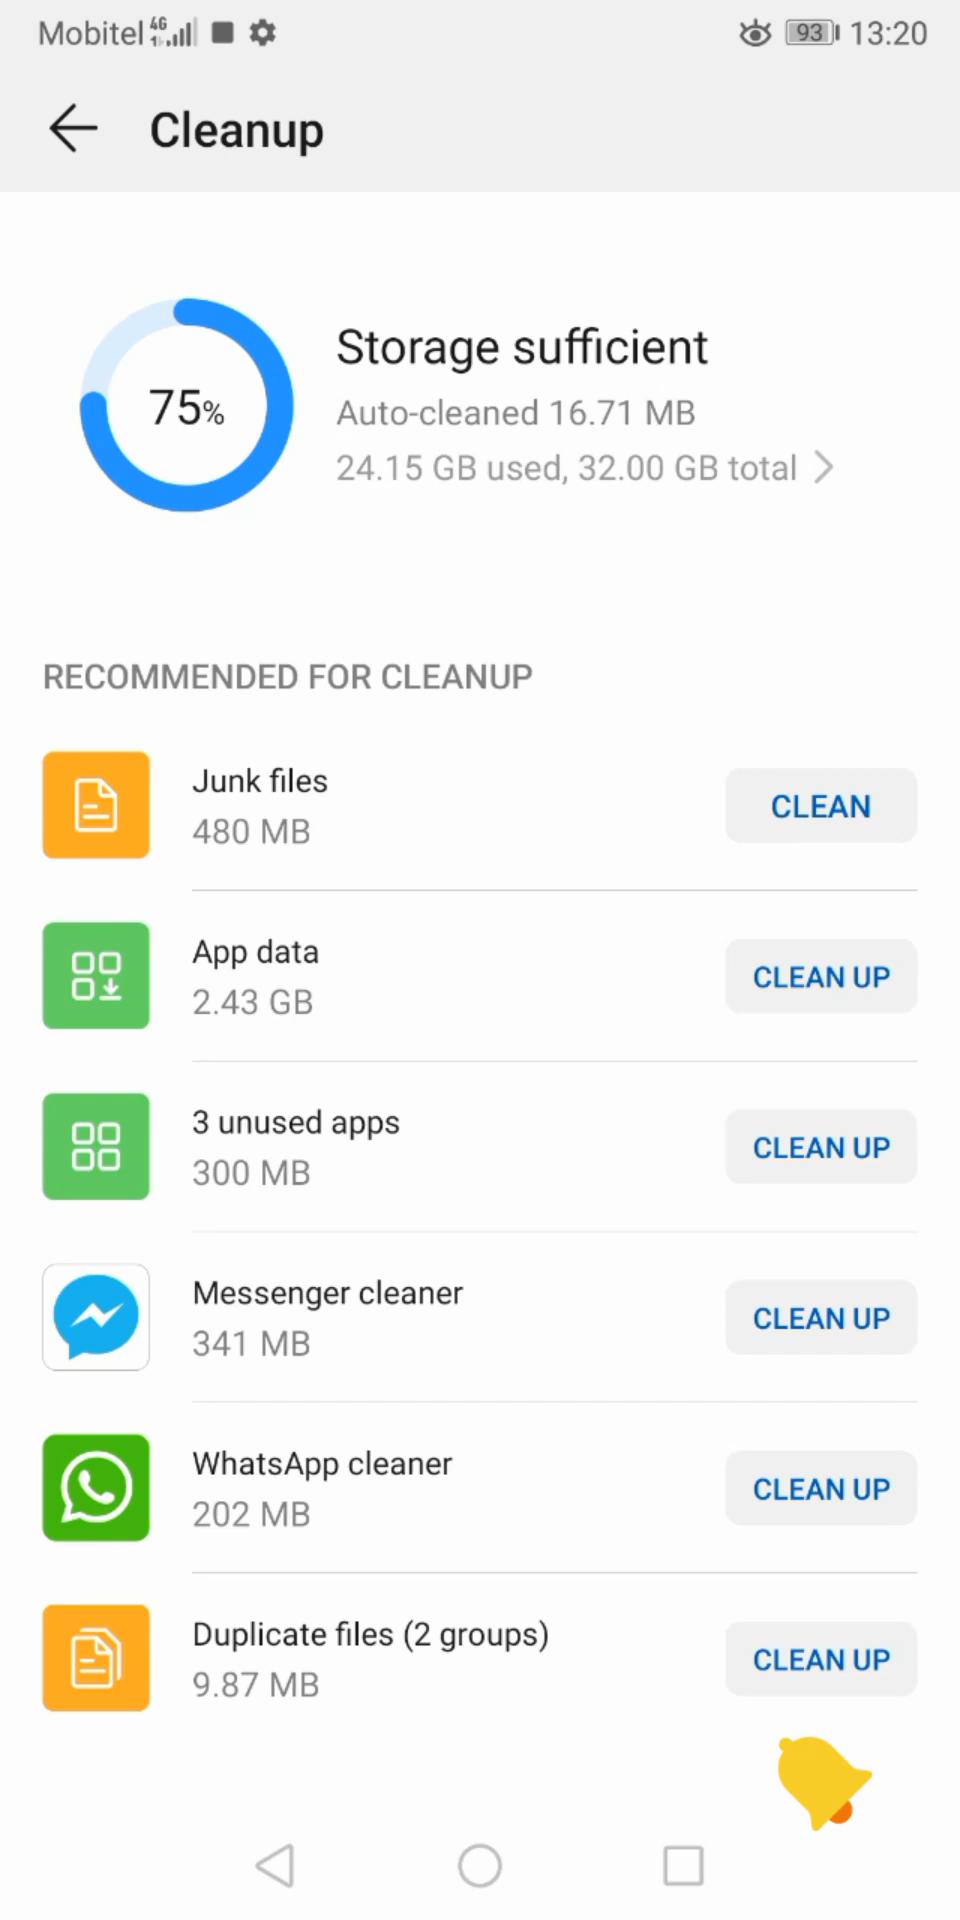 Mobitel 4G 93 13:20
Cleanup
75%
Storage sufficient
Auto-cleaned 16.71 MB
24.15 GB used, 32.00 GB total
RECOMMENDED FOR CLEANUP
Junk files
480 MB
CLEAN
App data
2.43 GB
CLEAN UP
3 unused apps
300 MB
CLEAN UP
Messenger cleaner
341 MB
CLEAN UP
WhatsApp cleaner
202 MB
CLEAN UP
Duplicate files (2 groups)
9.87 MB
CLEAN UP